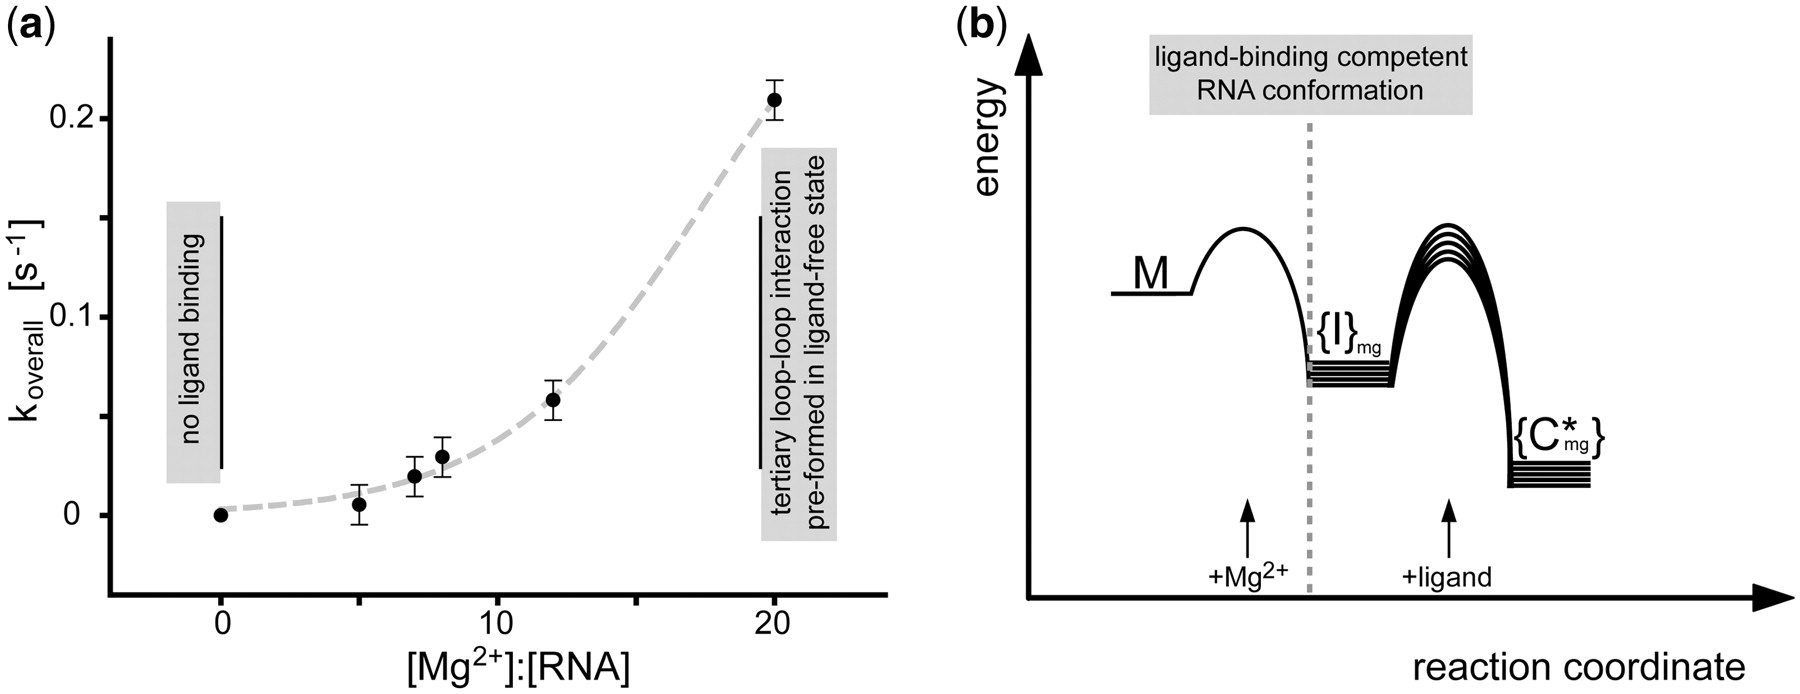 (a)
k overall [s-1]
0.2
0.1
0
no ligand binding
tertiary loop-loop interaction
pre-formed in ligand-free state
0 10 20
[Mg2+]:[RNA]
(b)
energy
ligand-binding competent
RNA conformation
M
{I}mg
{C*mg}
+Mg2+
+ligand
reaction coordinate